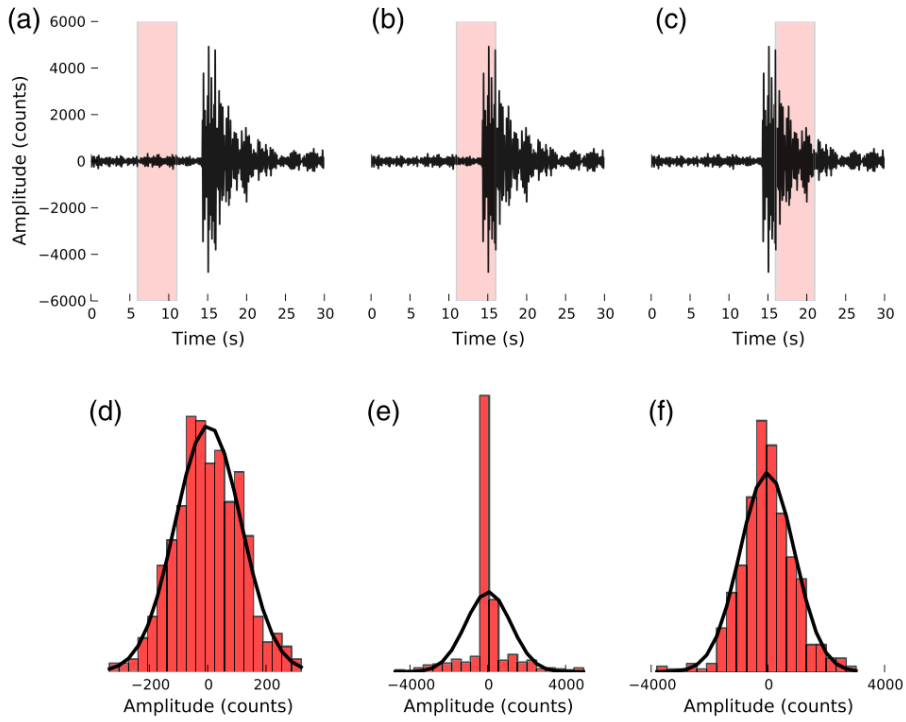 (a) (b) (c)
6000
4000
2000
0
−2000
−4000
−6000
Amplitude (counts)
0 5 10 15 20 25 30 0 5 10 15 20 25 30 0 5 10 15 20 25 30
Time (s) Time (s) Time (s)
(d) (e) (f)
−200 0 200 −4000 0 4000 −4000 0 4000
Amplitude (counts) Amplitude (counts) Amplitude (counts)